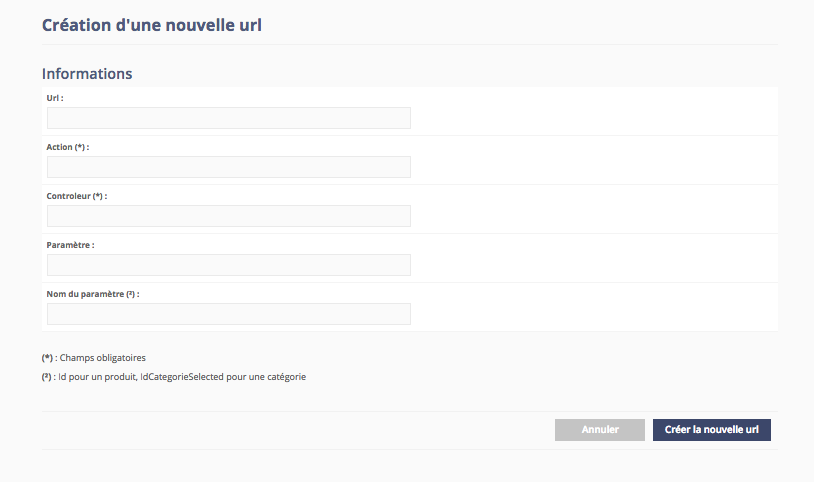 Création d'une nouvelle url
Informations
Url :
Action (*) :
Controleur (*) :
Paramètre :
Nom du paramètre (²) :
(*) : Champs obligatoires
(²) : Id pour un produit, IdCategorieSelected pour une catégorie
Annuler
Créer la nouvelle url